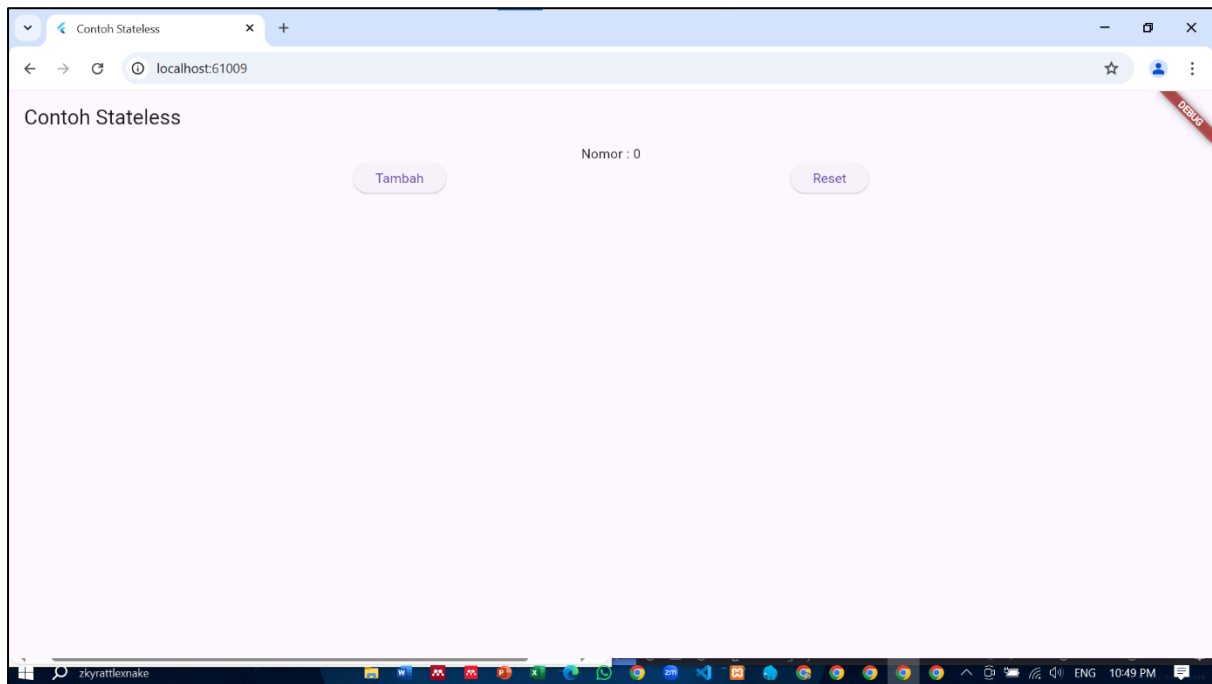 Contoh Stateless
localhost:61009
Contoh Stateless
DEBUG
Nomor : 0
Tambah
Reset
zkyrattlexnake
ENG 10:49 PM